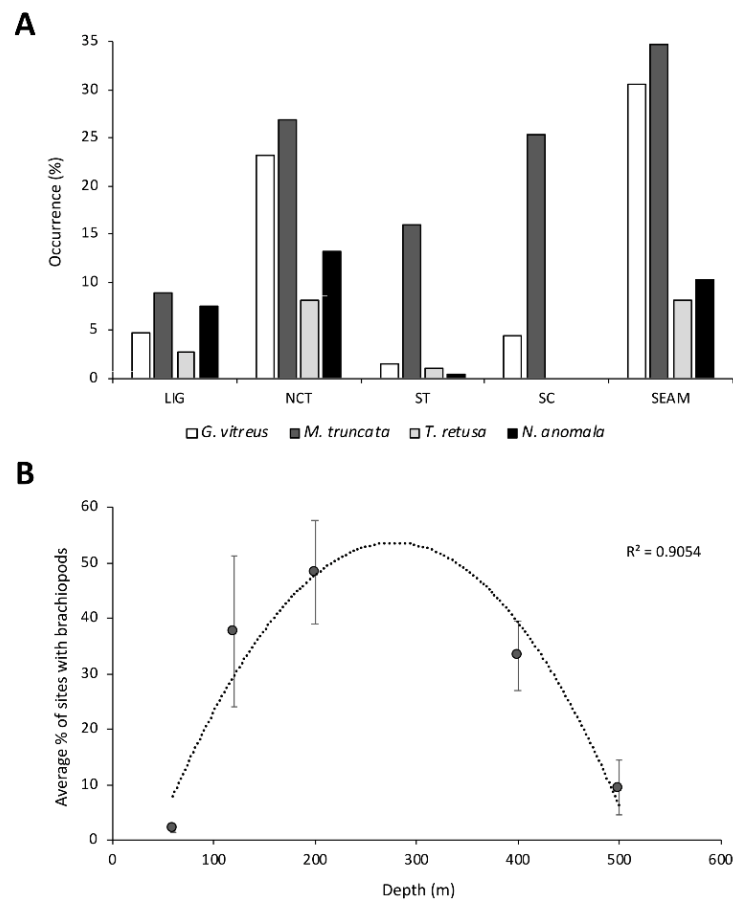 A
35
30
25
20
15
10
5
0
Occurrence (%)
LIG NCT ST SC SEAM
G. vitreus M. truncata T. retusa N. anomala
B
60
50
40
30
20
10
0
Average % of sites with brachiopods
R² = 0.9054
0 100 200 300 400 500 600
Depth (m)